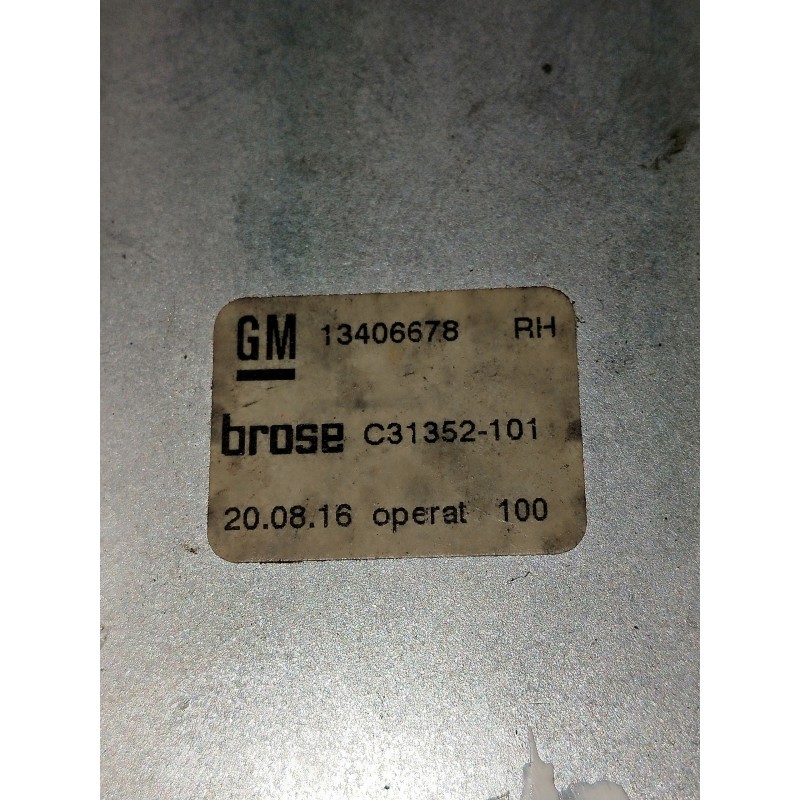 GM 13406678 RH
brose C31352-101
20.08.16 operat 100